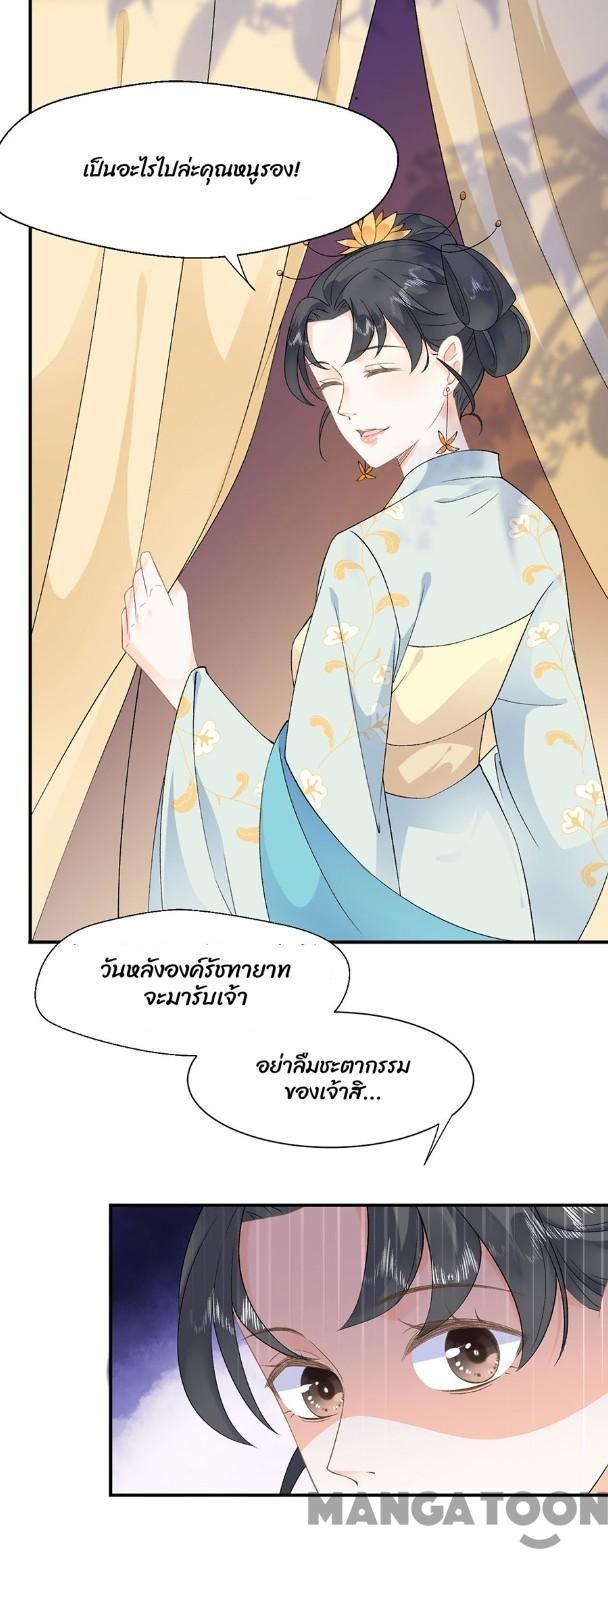 เป็นอะไรไปล่ะคุณหนูรอง!
วันหลังองค์รัชทายาท
จะมารับเจ้า
อย่าลืมชะตากรรม
ของเจ้าสิ...
MANGATOON